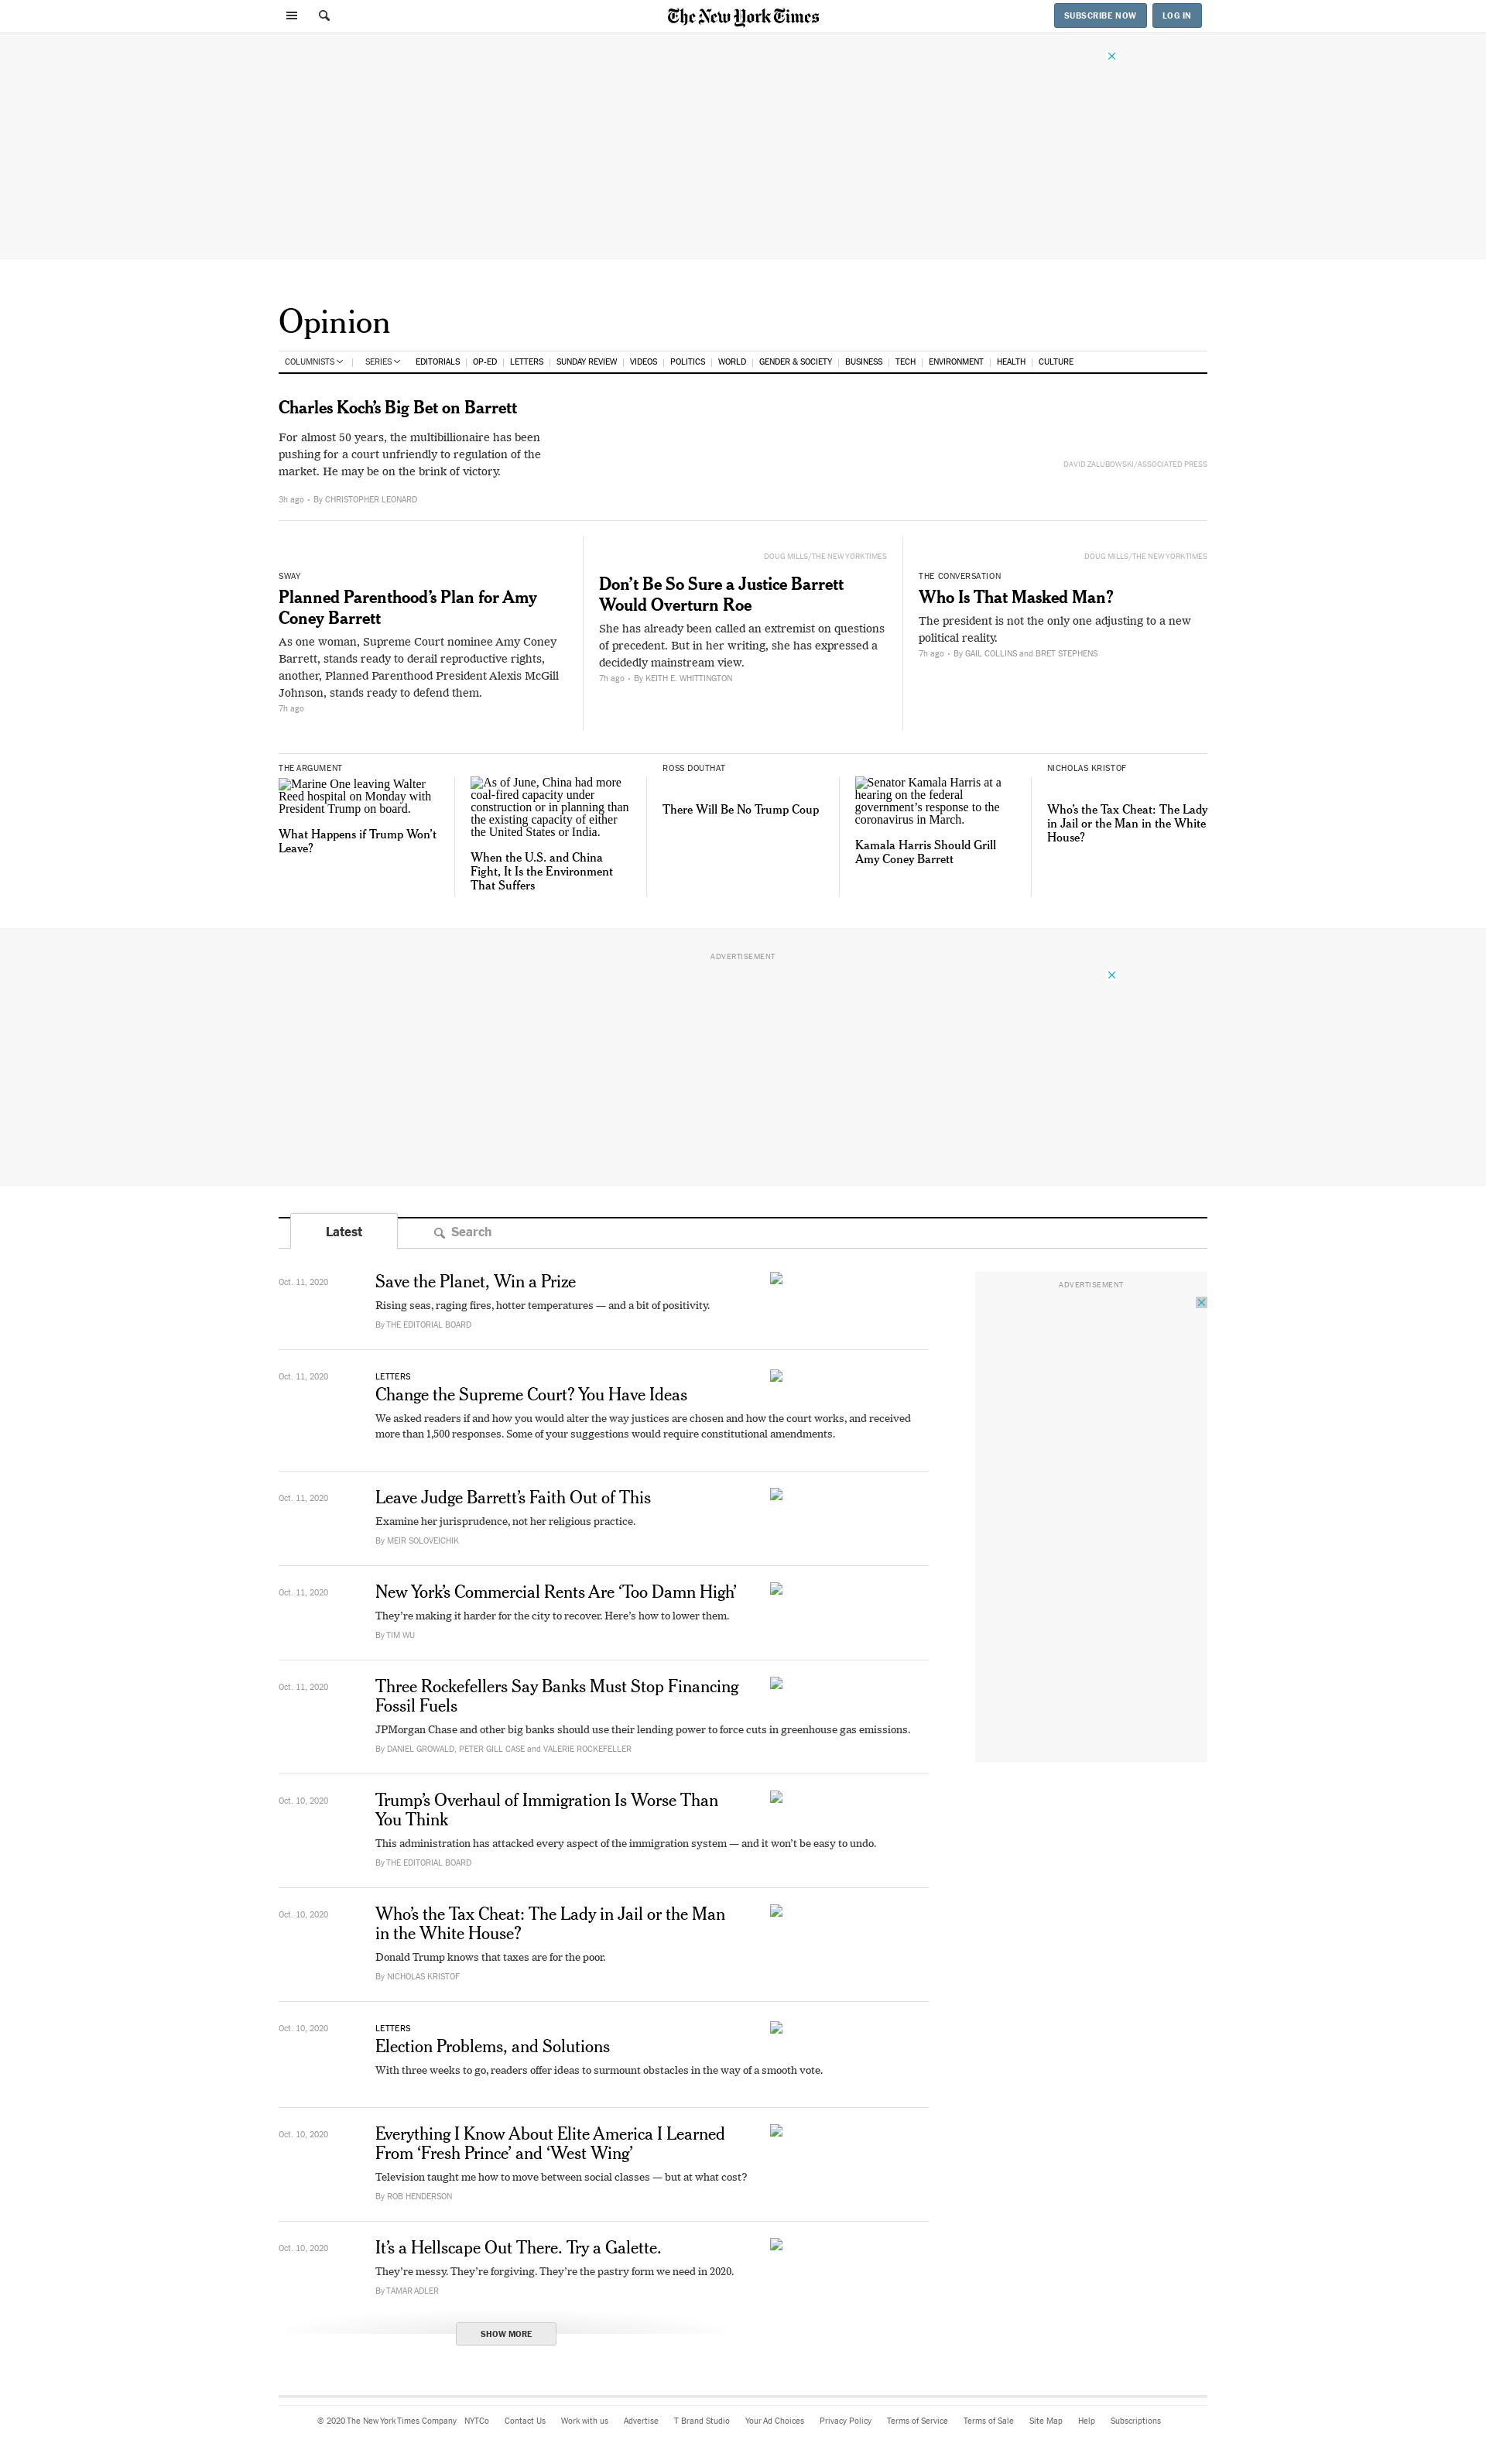 The New York Times
SUBSCRIBE NOW
LOG IN
Opinion
COLUMNISTS
SERIES
EDITORIALS
OP-ED
LETTERS
SUNDAY REVIEW
VIDEOS
POLITICS
WORLD
GENDER & SOCIETY
BUSINESS
TECH
ENVIRONMENT
HEALTH
CULTURE
Charles Koch’s Big Bet on Barrett
For almost 50 years, the multibillionaire has been
pushing for a court unfriendly to regulation of the
market. He may be on the brink of victory.
3h ago • By CHRISTOPHER LEONARD
DAVID ZALUBOWSKI/ASSOCIATED PRESS
SWAY
Planned Parenthood’s Plan for Amy
Coney Barrett
As one woman, Supreme Court nominee Amy Coney
Barrett, stands ready to derail reproductive rights,
another, Planned Parenthood President Alexis McGill
Johnson, stands ready to defend them.
7h ago
DOUG MILLS/THE NEW YORK TIMES
Don’t Be So Sure a Justice Barrett
Would Overturn Roe
She has already been called an extremist on questions
of precedent. But in her writing, she has expressed a
decidedly mainstream view.
7h ago • By KEITH E. WHITTINGTON
DOUG MILLS/THE NEW YORK TIMES
THE CONVERSATION
Who Is That Masked Man?
The president is not the only one adjusting to a new
political reality.
7h ago • By GAIL COLLINS and BRET STEPHENS
THE ARGUMENT
Marine One leaving Walter
Reed hospital on Monday with
President Trump on board.
What Happens if Trump Won’t
Leave?
As of June, China had more
coal-fired capacity under
construction or in planning than
the existing capacity of either
the United States or India.
When the U.S. and China
Fight, It Is the Environment
That Suffers
ROSS DOUTHAT
There Will Be No Trump Coup
Senator Kamala Harris at a
hearing on the federal
government’s response to the
coronavirus in March.
Kamala Harris Should Grill
Amy Coney Barrett
NICHOLAS KRISTOF
Who’s the Tax Cheat: The Lady
in Jail or the Man in the White
House?
ADVERTISEMENT
Latest
Search
ADVERTISEMENT
Oct. 11, 2020
Save the Planet, Win a Prize
Rising seas, raging fires, hotter temperatures — and a bit of positivity.
By THE EDITORIAL BOARD
Oct. 11, 2020
LETTERS
Change the Supreme Court? You Have Ideas
We asked readers if and how you would alter the way justices are chosen and how the court works, and received
more than 1,500 responses. Some of your suggestions would require constitutional amendments.
Oct. 11, 2020
Leave Judge Barrett’s Faith Out of This
Examine her jurisprudence, not her religious practice.
By MEIR SOLOVEICHIK
Oct. 11, 2020
New York’s Commercial Rents Are ‘Too Damn High’
They’re making it harder for the city to recover. Here’s how to lower them.
By TIM WU
Oct. 11, 2020
Three Rockefellers Say Banks Must Stop Financing
Fossil Fuels
JPMorgan Chase and other big banks should use their lending power to force cuts in greenhouse gas emissions.
By DANIEL GROWALD, PETER GILL CASE and VALERIE ROCKEFELLER
Oct. 10, 2020
Trump’s Overhaul of Immigration Is Worse Than
You Think
This administration has attacked every aspect of the immigration system — and it won’t be easy to undo.
By THE EDITORIAL BOARD
Oct. 10, 2020
Who’s the Tax Cheat: The Lady in Jail or the Man
in the White House?
Donald Trump knows that taxes are for the poor.
By NICHOLAS KRISTOF
Oct. 10, 2020
LETTERS
Election Problems, and Solutions
With three weeks to go, readers offer ideas to surmount obstacles in the way of a smooth vote.
Oct. 10, 2020
Everything I Know About Elite America I Learned
From ‘Fresh Prince’ and ‘West Wing’
Television taught me how to move between social classes — but at what cost?
By ROB HENDERSON
Oct. 10, 2020
It’s a Hellscape Out There. Try a Galette.
They’re messy. They’re forgiving. They’re the pastry form we need in 2020.
By TAMAR ADLER
SHOW MORE
© 2020 The New York Times Company
NYTCo
Contact Us
Work with us
Advertise
T Brand Studio
Your Ad Choices
Privacy Policy
Terms of Service
Terms of Sale
Site Map
Help
Subscriptions